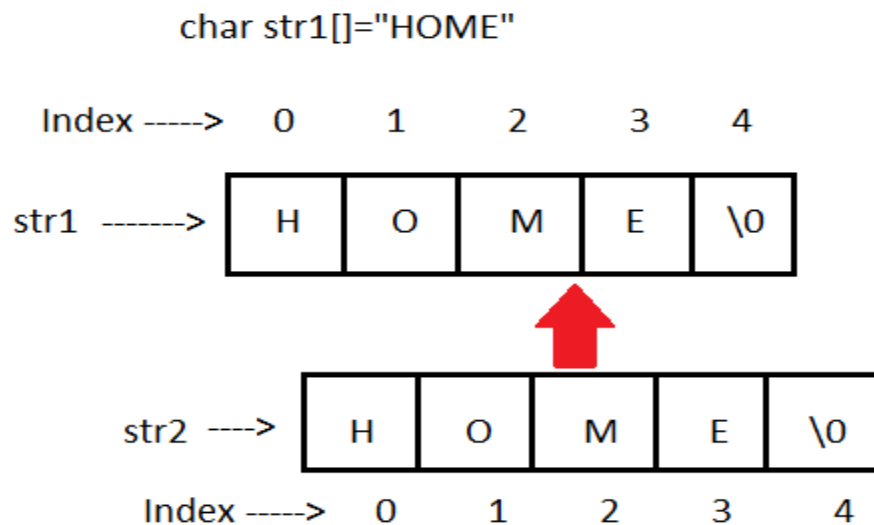 char str1[]="HOME"
Index -----> 0 1 2 3 4
str1 -------> H O M E \0
str2 ----> H O M E \0
Index -----> 0 1 2 3 4